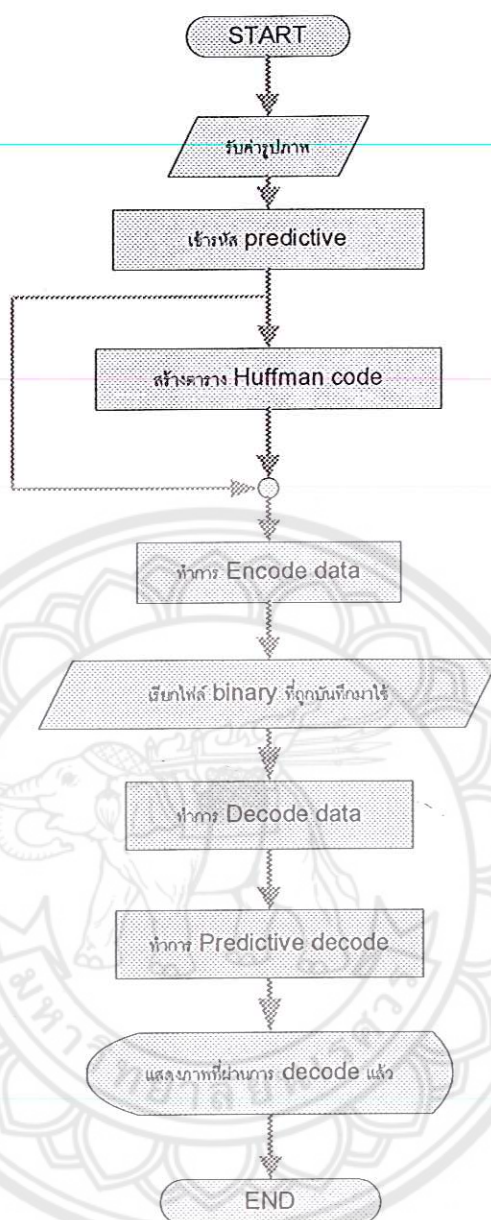 START
รับค่ารูปภาพ
เข้ารหัส predictive
สร้างตาราง Huffman code
ทำการ Encode data
เรียกไฟล์ binary ที่ถูกบันทึกมาใช้
ทำการ Decode data
ทำการ Predictive decode
แสดงภาพที่ผ่านการ decode แล้ว
END